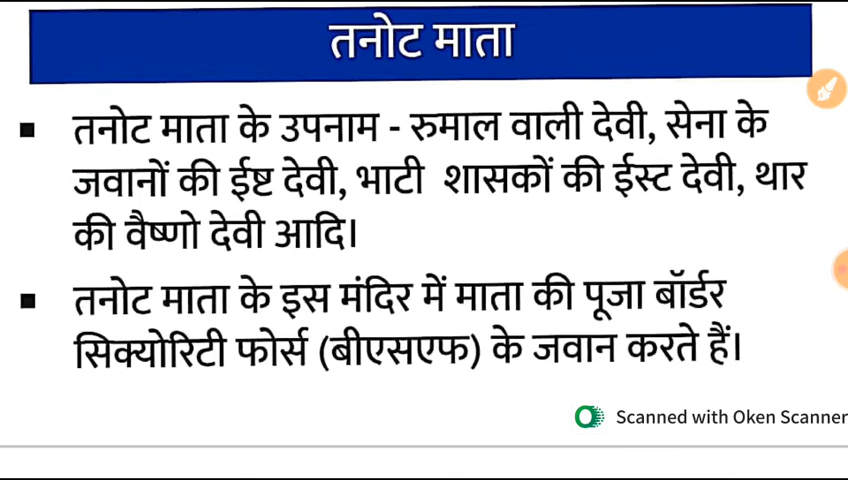 तनोट माता
▪ तनोट माता के उपनाम - रुमाल वाली देवी, सेना के
जवानों की ईष्ट देवी, भाटी शासकों की ईस्ट देवी, थार
की वैष्णो देवी आदि।
▪ तनोट माता के इस मंदिर में माता की पूजा बॉर्डर
सिक्योरिटी फोर्स (बीएसएफ) के जवान करते हैं।
Scanned with Oken Scanner